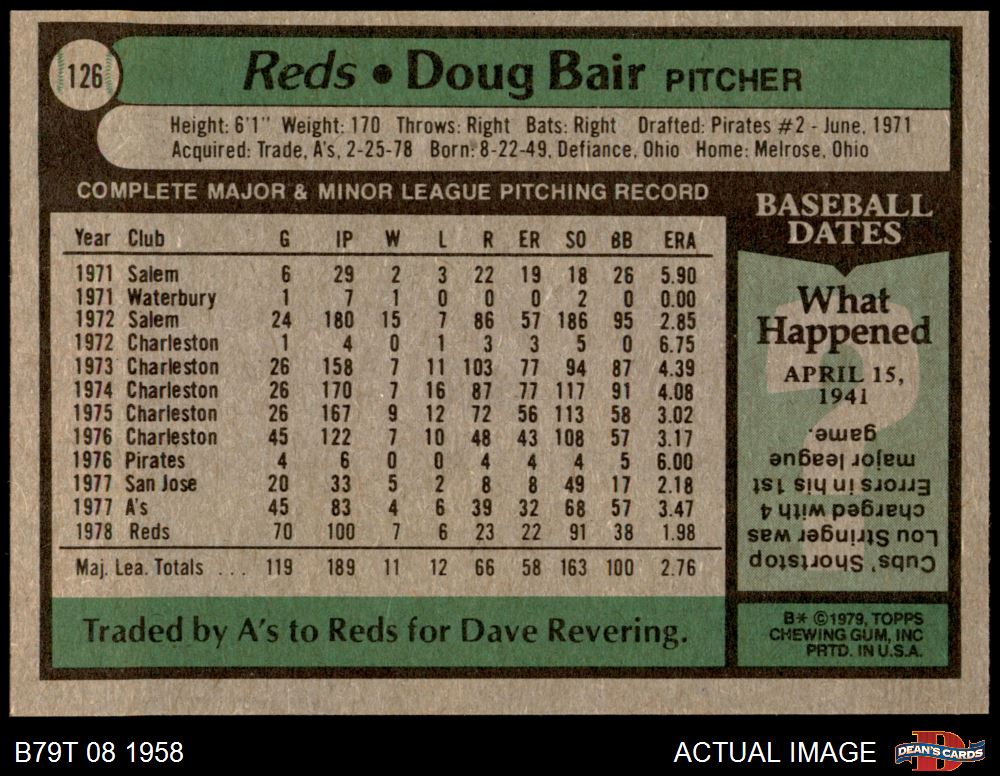 126
Reds • Doug Bair PITCHER
Height: 6'1" Weight: 170 Throws: Right Bats: Right Drafted: Pirates #2 - June, 1971
Acquired: Trade, A's, 2-25-78 Born: 8-22-49, Defiance, Ohio Home: Melrose, Ohio
COMPLETE MAJOR & MINOR LEAGUE PITCHING RECORD
Year Club G IP W L R ER SO BB ERA
1971 Salem 6 29 2 3 22 19 18 26 5.90
1971 Waterbury 1 7 1 0 0 0 2 0 0.00
1972 Salem 24 180 15 7 86 57 186 95 2.85
1972 Charleston 1 4 0 1 3 3 5 0 6.75
1973 Charleston 26 158 7 11 103 77 94 87 4.39
1974 Charleston 26 170 7 16 87 77 117 91 4.08
1975 Charleston 26 167 9 12 72 56 113 58 3.02
1976 Charleston 45 122 7 10 48 43 108 57 3.17
1976 Pirates 4 6 0 0 4 4 4 5 6.00
1977 San Jose 20 33 5 2 8 8 49 17 2.18
1977 A's 45 83 4 6 39 32 68 57 3.47
1978 Reds 70 100 7 6 23 22 91 38 1.98
Maj. Lea. Totals ... 119 189 11 12 66 58 163 100 2.76
Traded by A's to Reds for Dave Revering.
BASEBALL
DATES
What
Happened
APRIL 15,
1941
Cubs' Shortstop
Lou Stringer was
charged with 4
Errors in his 1st
major league
game.
B* ©1979, TOPPS
CHEWING GUM, INC
PRTD. IN U.S.A.
B79T 08 1958
ACTUAL IMAGE
DEAN'S CARDS